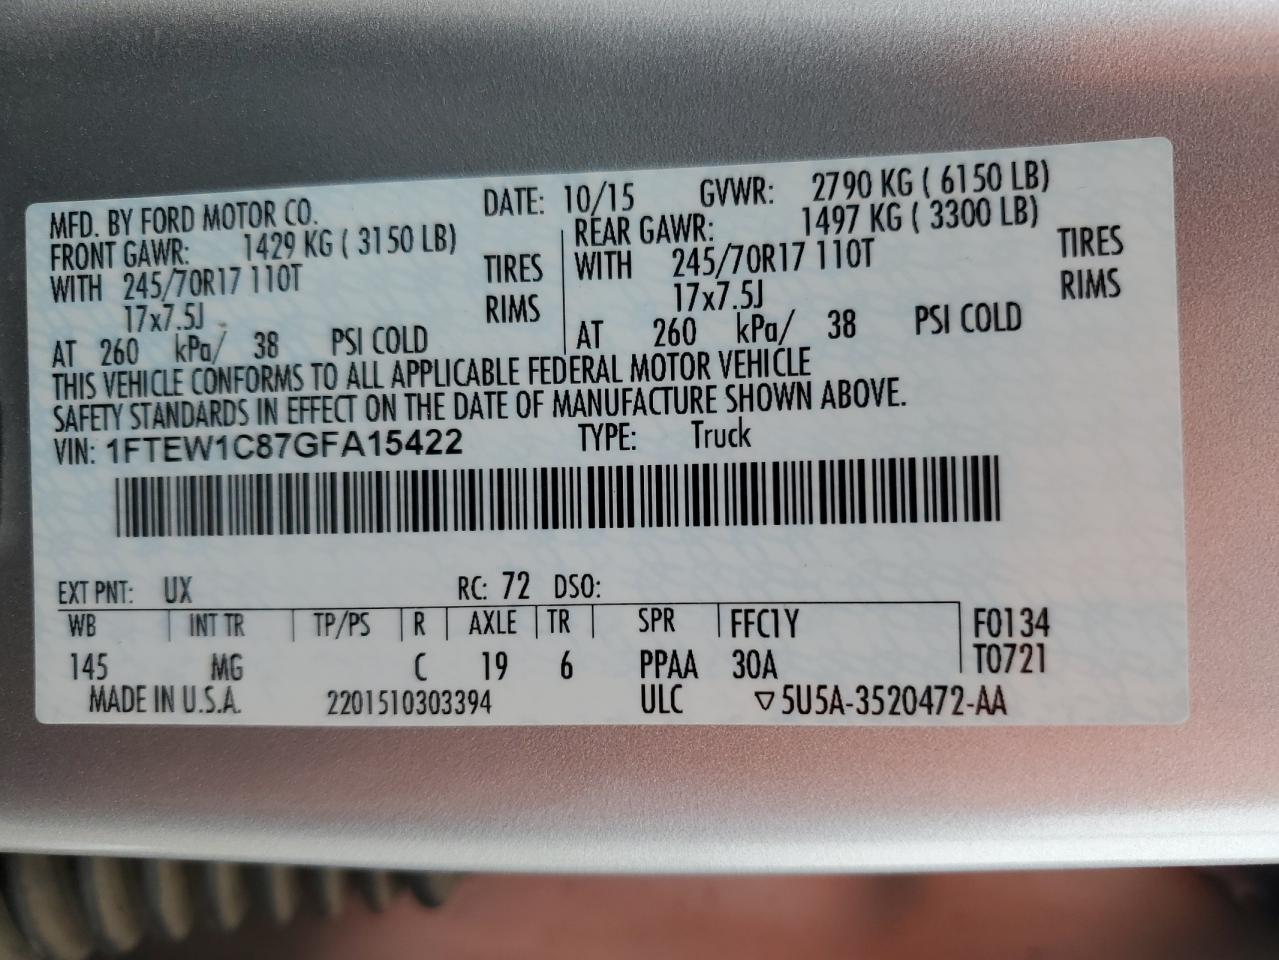 MFD. BY FORD MOTOR CO. DATE: 10/15 GVWR: 2790 KG ( 6150 LB)
FRONT GAWR: 1429 KG ( 3150 LB) REAR GAWR: 1497 KG ( 3300 LB)
WITH 245/70R17 110T TIRES WITH 245/70R17 110T TIRES
17x7.5J RIMS 17x7.5J RIMS
AT 260 kPa/ 38 PSI COLD AT 260 kPa/ 38 PSI COLD
THIS VEHICLE CONFORMS TO ALL APPLICABLE FEDERAL MOTOR VEHICLE
SAFETY STANDARDS IN EFFECT ON THE DATE OF MANUFACTURE SHOWN ABOVE.
VIN: 1FTEW1C87GFA15422 TYPE: Truck
EXT PNT: UX RC: 72 DSO:
WB INT TR TP/PS R AXLE TR SPR FFC1Y F0134
145 MG C 19 6 PPAA 30A T0721
MADE IN U.S.A. 2201510303394 ULC ▽5U5A-3520472-AA